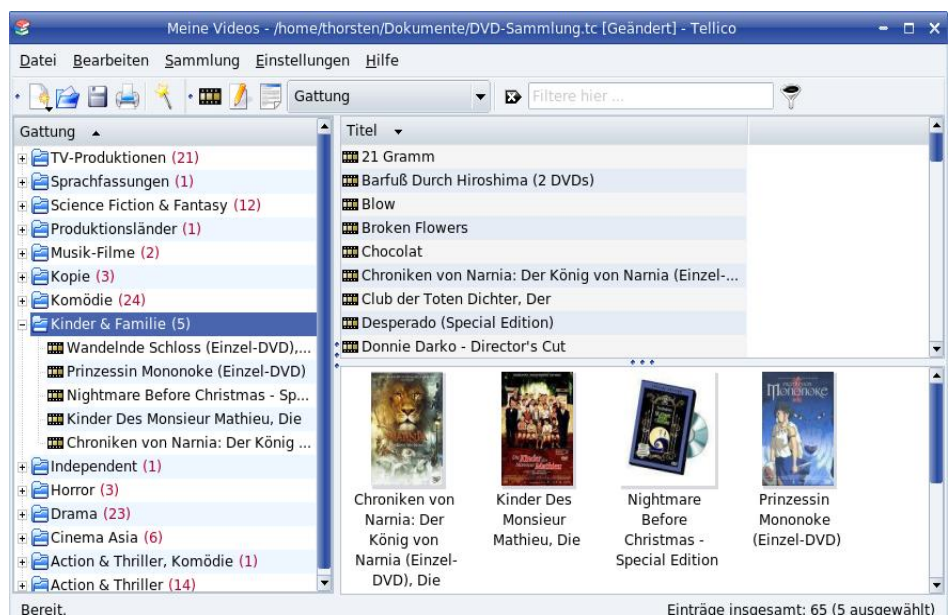 Meine Videos - /home/thorsten/Dokumente/DVD-Sammlung.tc [Geändert] - Tellico
Datei Bearbeiten Sammlung Einstellungen Hilfe
Gattung
Filtere hier ...
Gattung
TV-Produktionen (21)
Sprachfassungen (1)
Science Fiction & Fantasy (12)
Produktionsländer (1)
Musik-Filme (2)
Kopie (3)
Komödie (24)
Kinder & Familie (5)
Wandelnde Schloss (Einzel-DVD),...
Prinzessin Mononoke (Einzel-DVD)
Nightmare Before Christmas - Sp...
Kinder Des Monsieur Mathieu, Die
Chroniken von Narnia: Der König ...
Independent (1)
Horror (3)
Drama (23)
Cinema Asia (6)
Action & Thriller, Komödie (1)
Action & Thriller (14)
Titel
21 Gramm
Barfuß Durch Hiroshima (2 DVDs)
Blow
Broken Flowers
Chocolat
Chroniken von Narnia: Der König von Narnia (Einzel-...
Club der Toten Dichter, Der
Desperado (Special Edition)
Donnie Darko - Director's Cut
Mononoke
Chroniken von
Narnia: Der
König von
Narnia (Einzel-
DVD), Die
Kinder Des
Monsieur
Mathieu, Die
Nightmare
Before
Christmas -
Special Edition
Prinzessin
Mononoke
(Einzel-DVD)
Bereit.
Einträge insgesamt: 65 (5 ausgewählt)